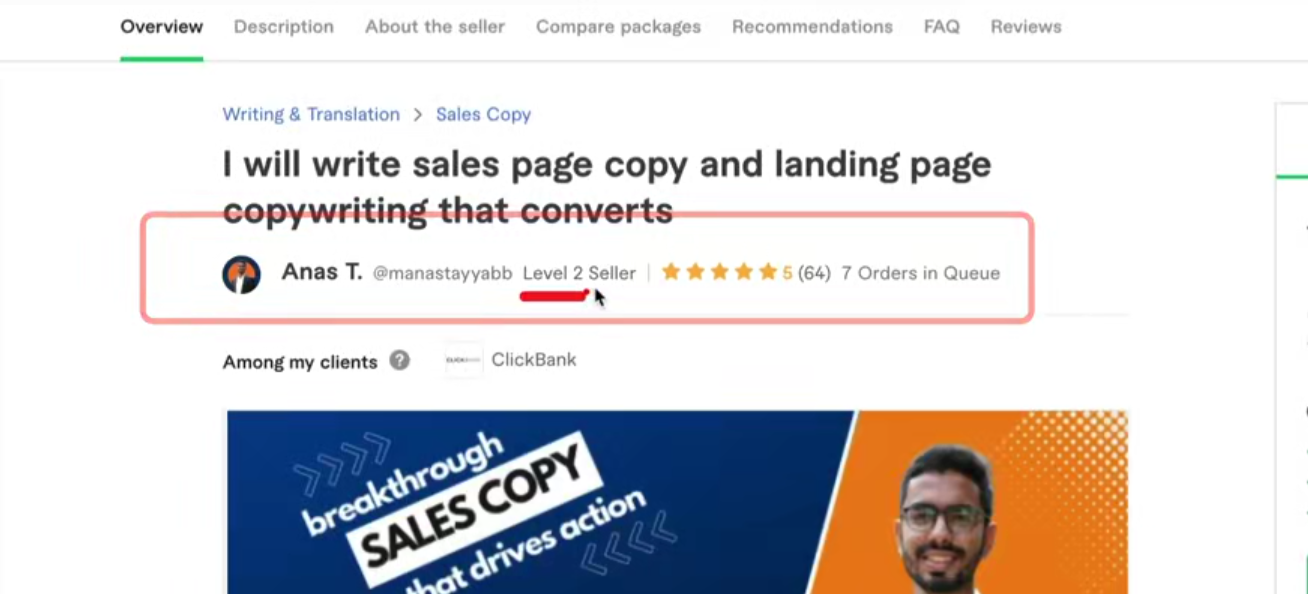 Overview Description About the seller Compare packages Recommendations FAQ Reviews
Writing & Translation > Sales Copy
I will write sales page copy and landing page
copywriting that converts
Anas T. @manastayyabb Level 2 Seller | 5 (64) 7 Orders in Queue
Among my clients ? ClickBank
breakthrough
SALES COPY
that drives action